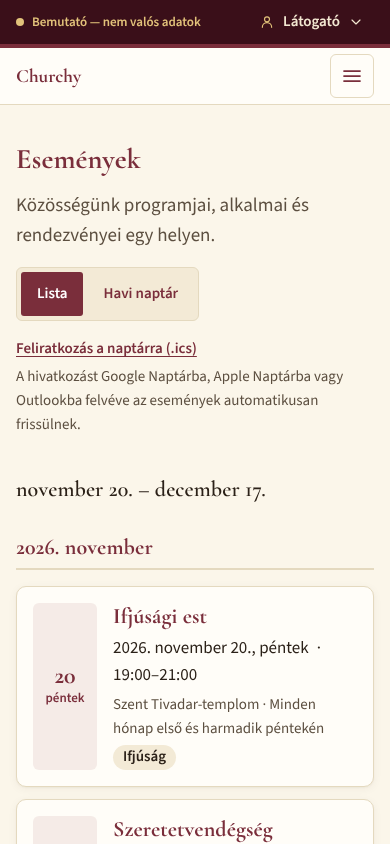 Bemutató — nem valós adatok
Látogató
Churchy
Események
Közösségünk programjai, alkalmai és
rendezvényei egy helyen.
Lista
Havi naptár
Feliratkozás a naptárra (.ics)
A hivatkozást Google Naptárba, Apple Naptárba vagy
Outlookba felvéve az események automatikusan
frissülnek.
november 20. – december 17.
2026. november
20
péntek
Ifjúsági est
2026. november 20., péntek ·
19:00–21:00
Szent Tivadar-templom · Minden
hónap első és harmadik péntekén
Ifjúság
Szeretetvendégség